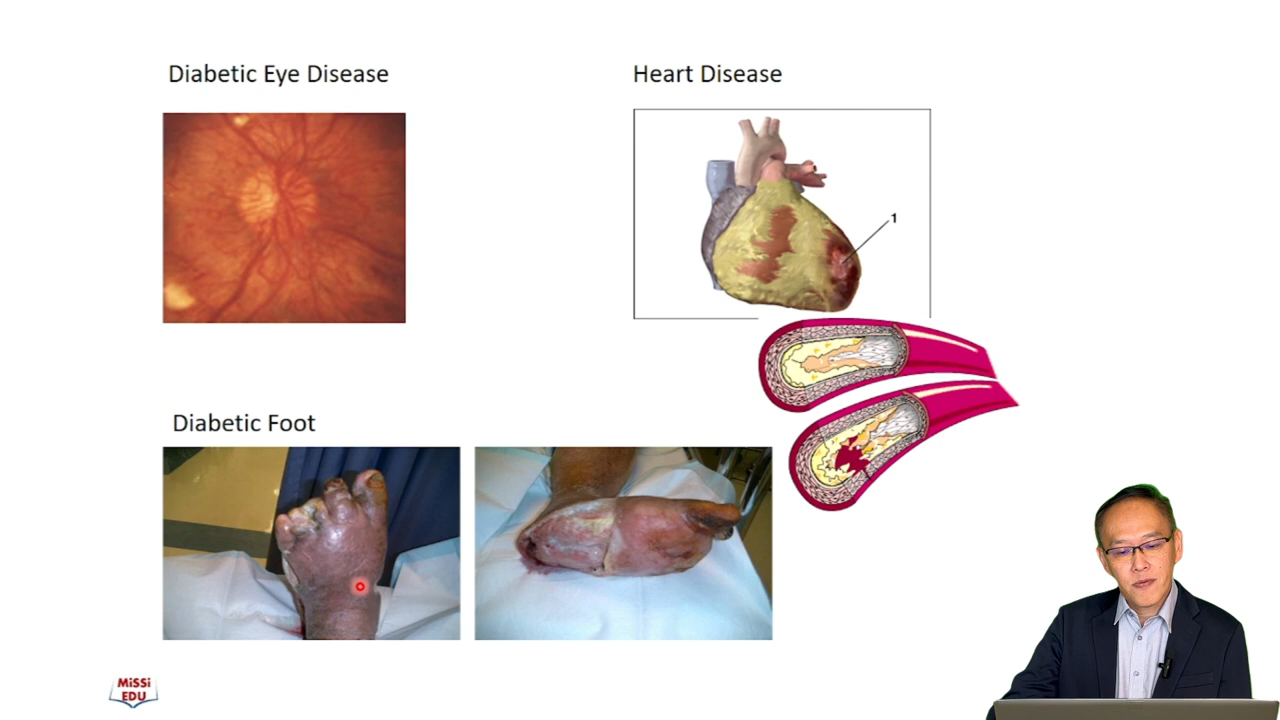 Diabetic Eye Disease
Heart Disease
1
Diabetic Foot
MiSSi
EDU